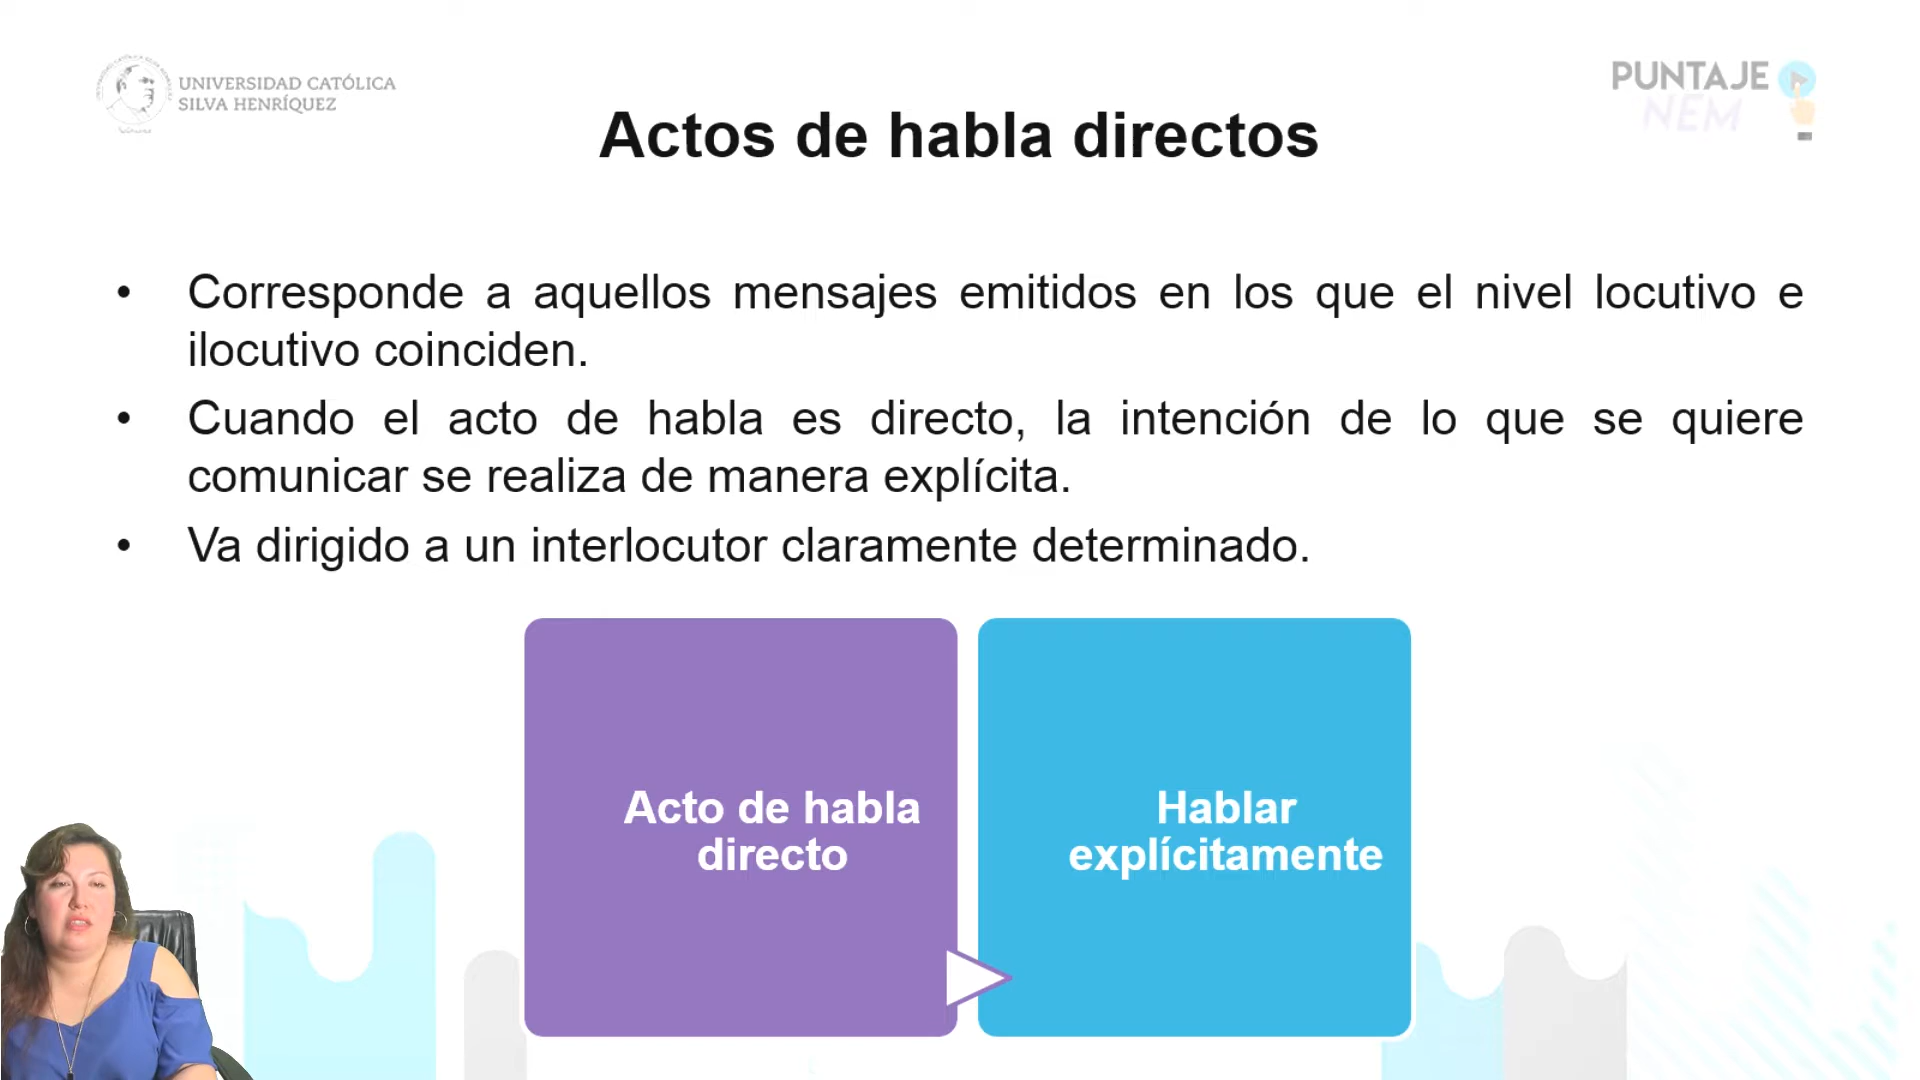 UNIVERSIDAD CATÓLICA
SILVA HENRÍQUEZ
PUNTAJE
NEM
Actos de habla directos
• Corresponde a aquellos mensajes emitidos en los que el nivel locutivo e
ilocutivo coinciden.
• Cuando el acto de habla es directo, la intención de lo que se quiere
comunicar se realiza de manera explícita.
• Va dirigido a un interlocutor claramente determinado.
Acto de habla
directo
Hablar
explícitamente